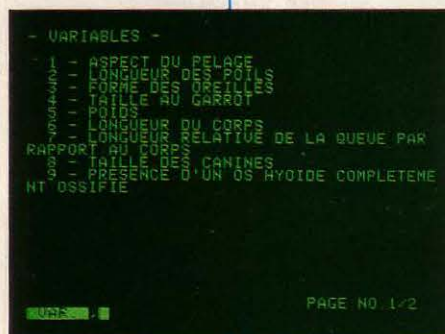 - VARIABLES -
1 - ASPECT DU PELAGE
2 - LONGUEUR DES POILS
3 - FORME DES OREILLES
4 - TAILLE AU GARROT
5 - POIDS
6 - LONGUEUR DU CORPS
7 - LONGUEUR RELATIVE DE LA QUEUE PAR
RAPPORT AU CORPS
8 - TAILLE DES CANINES
9 - PRESENCE D'UN OS HYOIDE COMPLETEME
NT OSSIFIE
PAGE NO 1/2
VAR.